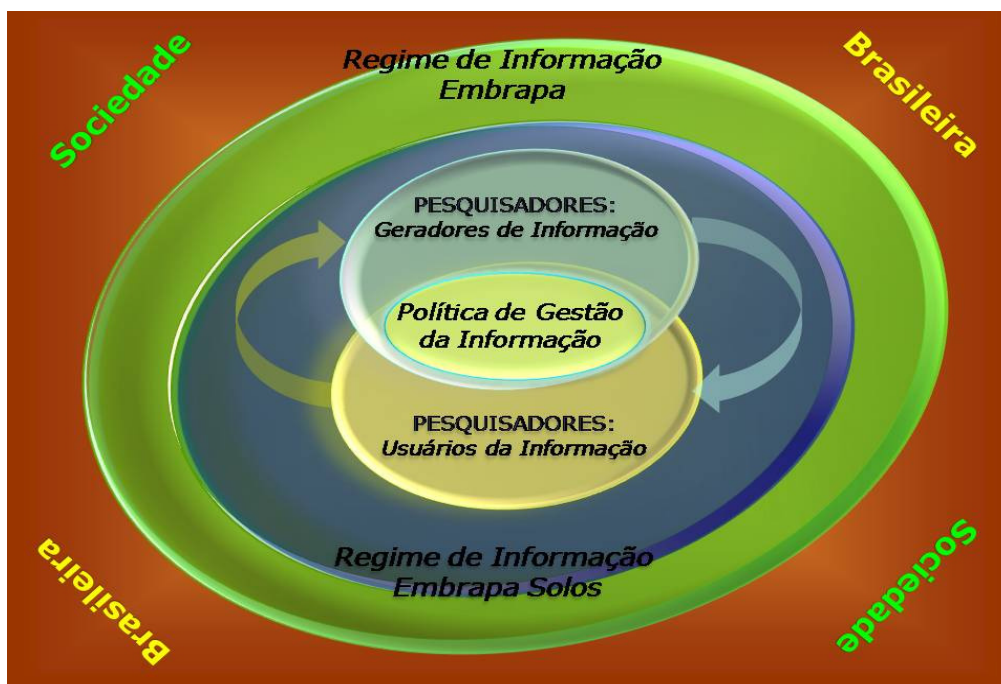 Sociedade
Brasileira
Regime de Informação
Embrapa
PESQUISADORES:
Geradores de Informação
Política de Gestão
da Informação
PESQUISADORES:
Usuários da Informação
Regime de Informação
Embrapa Solos
Brasileira
Sociedade